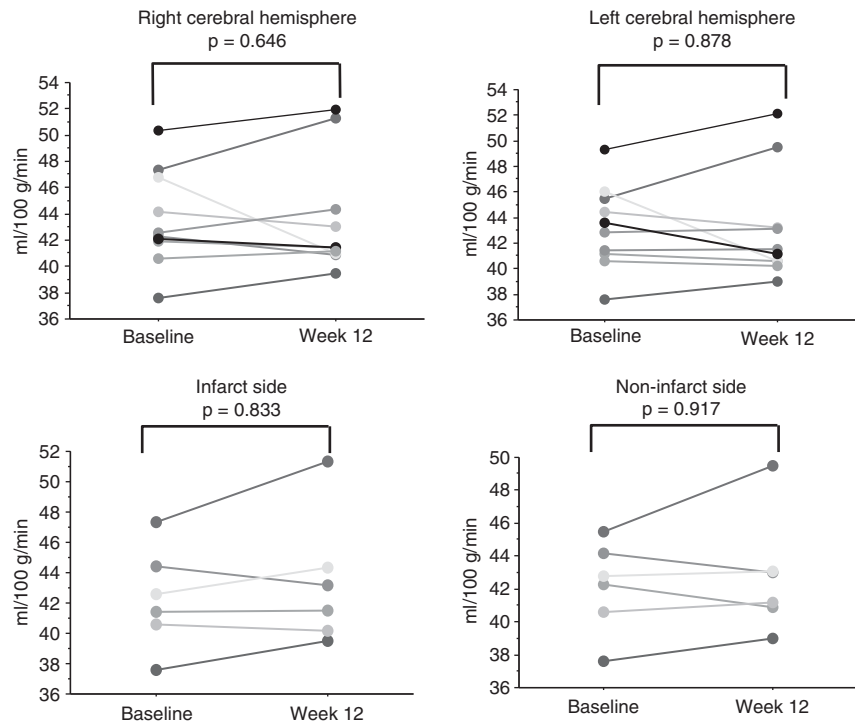 Right cerebral hemisphere
p = 0.646
ml/100 g/min
54
52
50
48
46
44
42
40
38
36
Baseline
Week 12
Left cerebral hemisphere
p = 0.878
ml/100 g/min
54
52
50
48
46
44
42
40
38
36
Baseline
Week 12
Infarct side
p = 0.833
ml/100 g/min
52
50
48
46
44
42
40
38
36
Baseline
Week 12
Non-infarct side
p = 0.917
ml/100 g/min
50
48
46
44
42
40
38
36
Baseline
Week 12